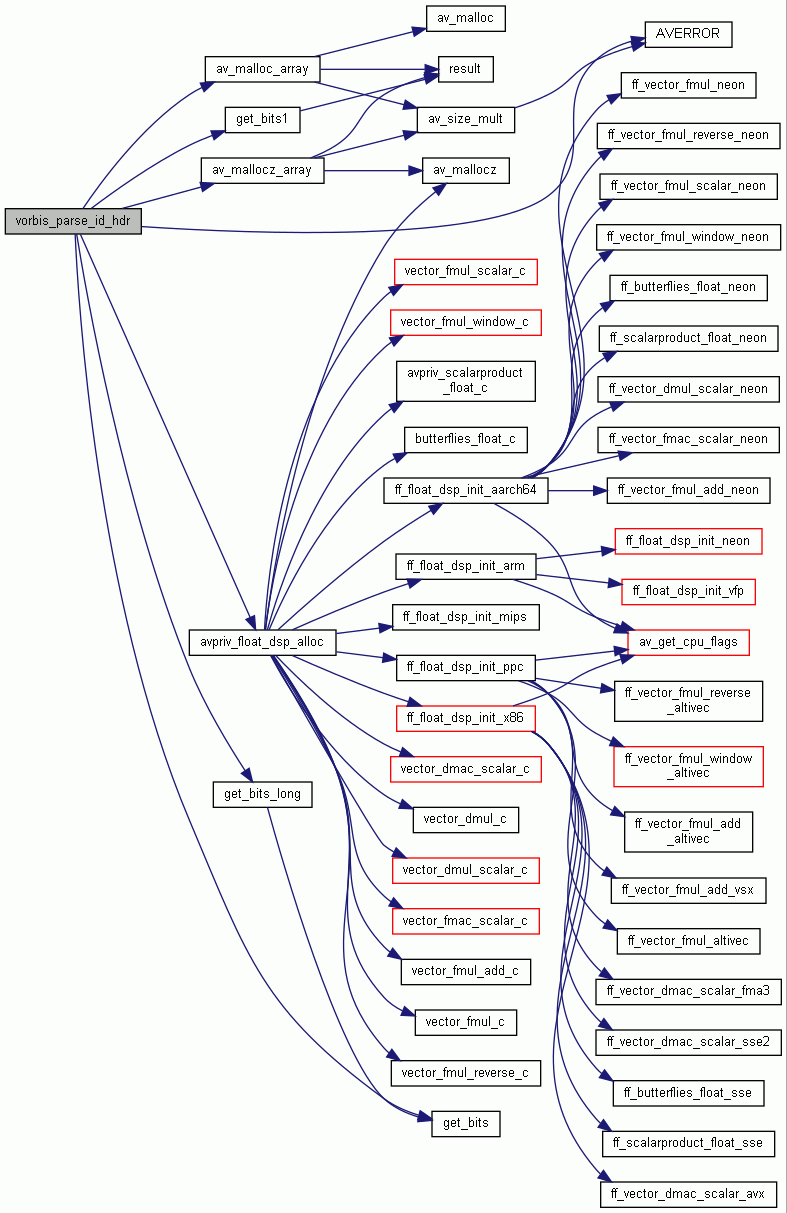 av_malloc
AVERROR
av_malloc_array
result
ff_vector_fmul_neon
get_bits1
av_size_mult
ff_vector_fmul_reverse_neon
av_mallocz_array
av_mallocz
ff_vector_fmul_scalar_neon
vorbis_parse_id_hdr
ff_vector_fmul_window_neon
vector_fmul_scalar_c
ff_butterflies_float_neon
vector_fmul_window_c
ff_scalarproduct_float_neon
avpriv_scalarproduct
_float_c
ff_vector_dmul_scalar_neon
butterflies_float_c
ff_vector_fmac_scalar_neon
ff_float_dsp_init_aarch64
ff_vector_fmul_add_neon
ff_float_dsp_init_neon
ff_float_dsp_init_arm
ff_float_dsp_init_vfp
ff_float_dsp_init_mips
avpriv_float_dsp_alloc
av_get_cpu_flags
ff_float_dsp_init_ppc
ff_vector_fmul_reverse
_altivec
ff_float_dsp_init_x86
ff_vector_fmul_window
_altivec
vector_dmac_scalar_c
get_bits_long
vector_dmul_c
ff_vector_fmul_add
_altivec
vector_dmul_scalar_c
ff_vector_fmul_add_vsx
vector_fmac_scalar_c
ff_vector_fmul_altivec
vector_fmul_add_c
ff_vector_dmac_scalar_fma3
vector_fmul_c
ff_vector_dmac_scalar_sse2
vector_fmul_reverse_c
ff_butterflies_float_sse
get_bits
ff_scalarproduct_float_sse
ff_vector_dmac_scalar_avx